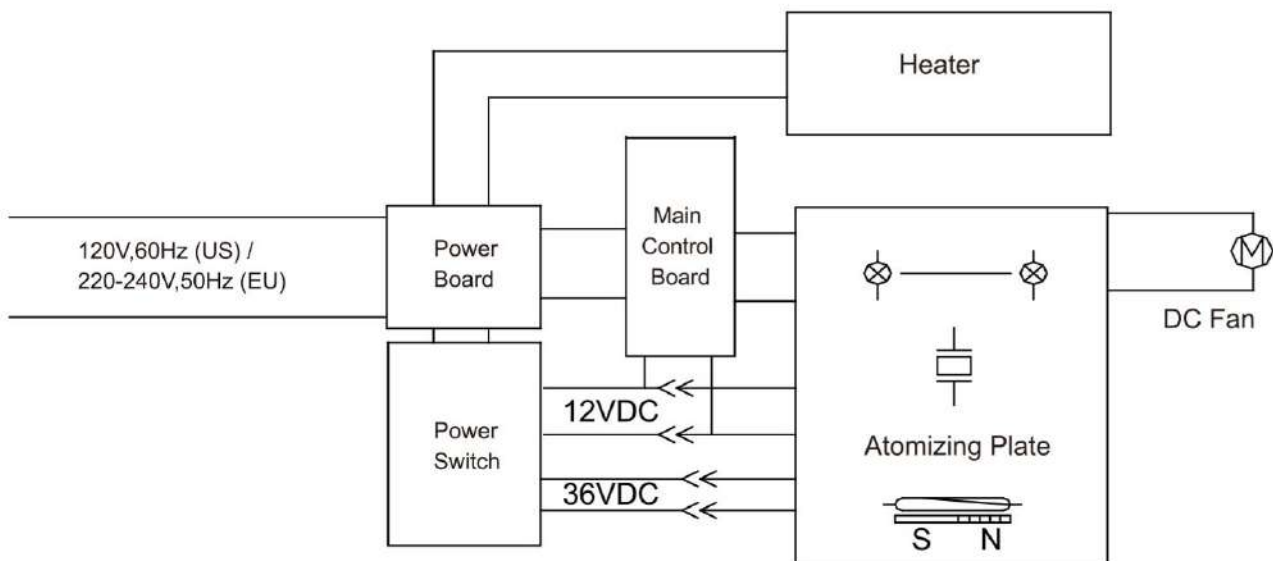 Heater
120V,60Hz (US) /
220-240V,50Hz (EU)
Power
Board
Main
Control
Board
M
DC Fan
12VDC
Power
Switch
36VDC
Atomizing Plate
S N